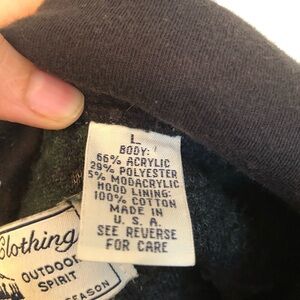 L
BODY:
66% ACRYLIC
29% POLYESTER
5% MODACRYLIC
HOOD LINING:
100% COTTON
MADE IN
U. S. A.
SEE REVERSE
FOR CARE
Clothing
OUTDOOR
SPIRIT